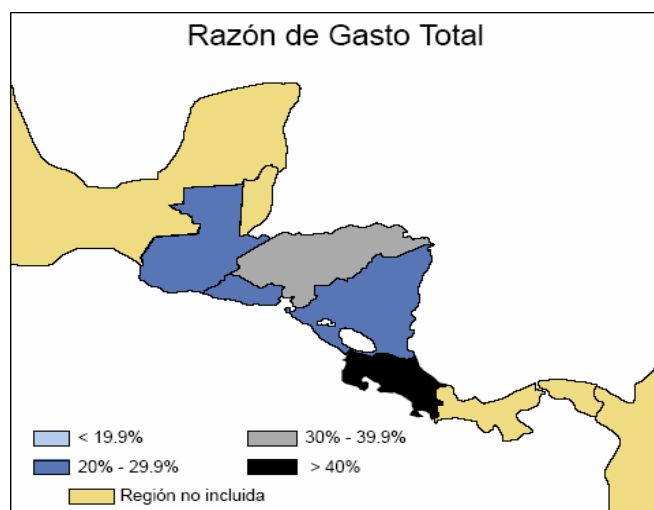 Razón de Gasto Total
< 19.9%
30% - 39.9%
20% - 29.9%
> 40%
Región no incluida